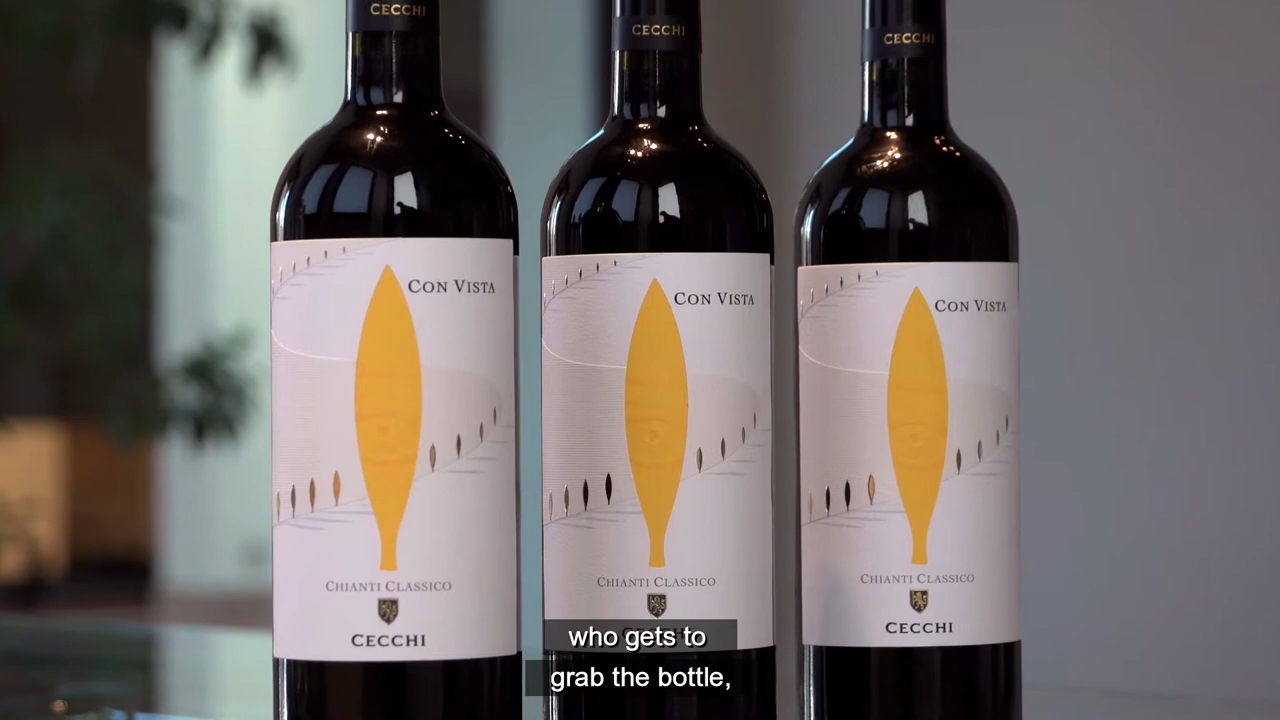 CECCHI
CECCHI
CECCHI
CON VISTA
CON VISTA
CON VISTA
CHIANTI CLASSICO
CECCHI
CHIANTI CLASSICO
CHIANTI CLASSICO
CECCHI
who gets to
grab the bottle,